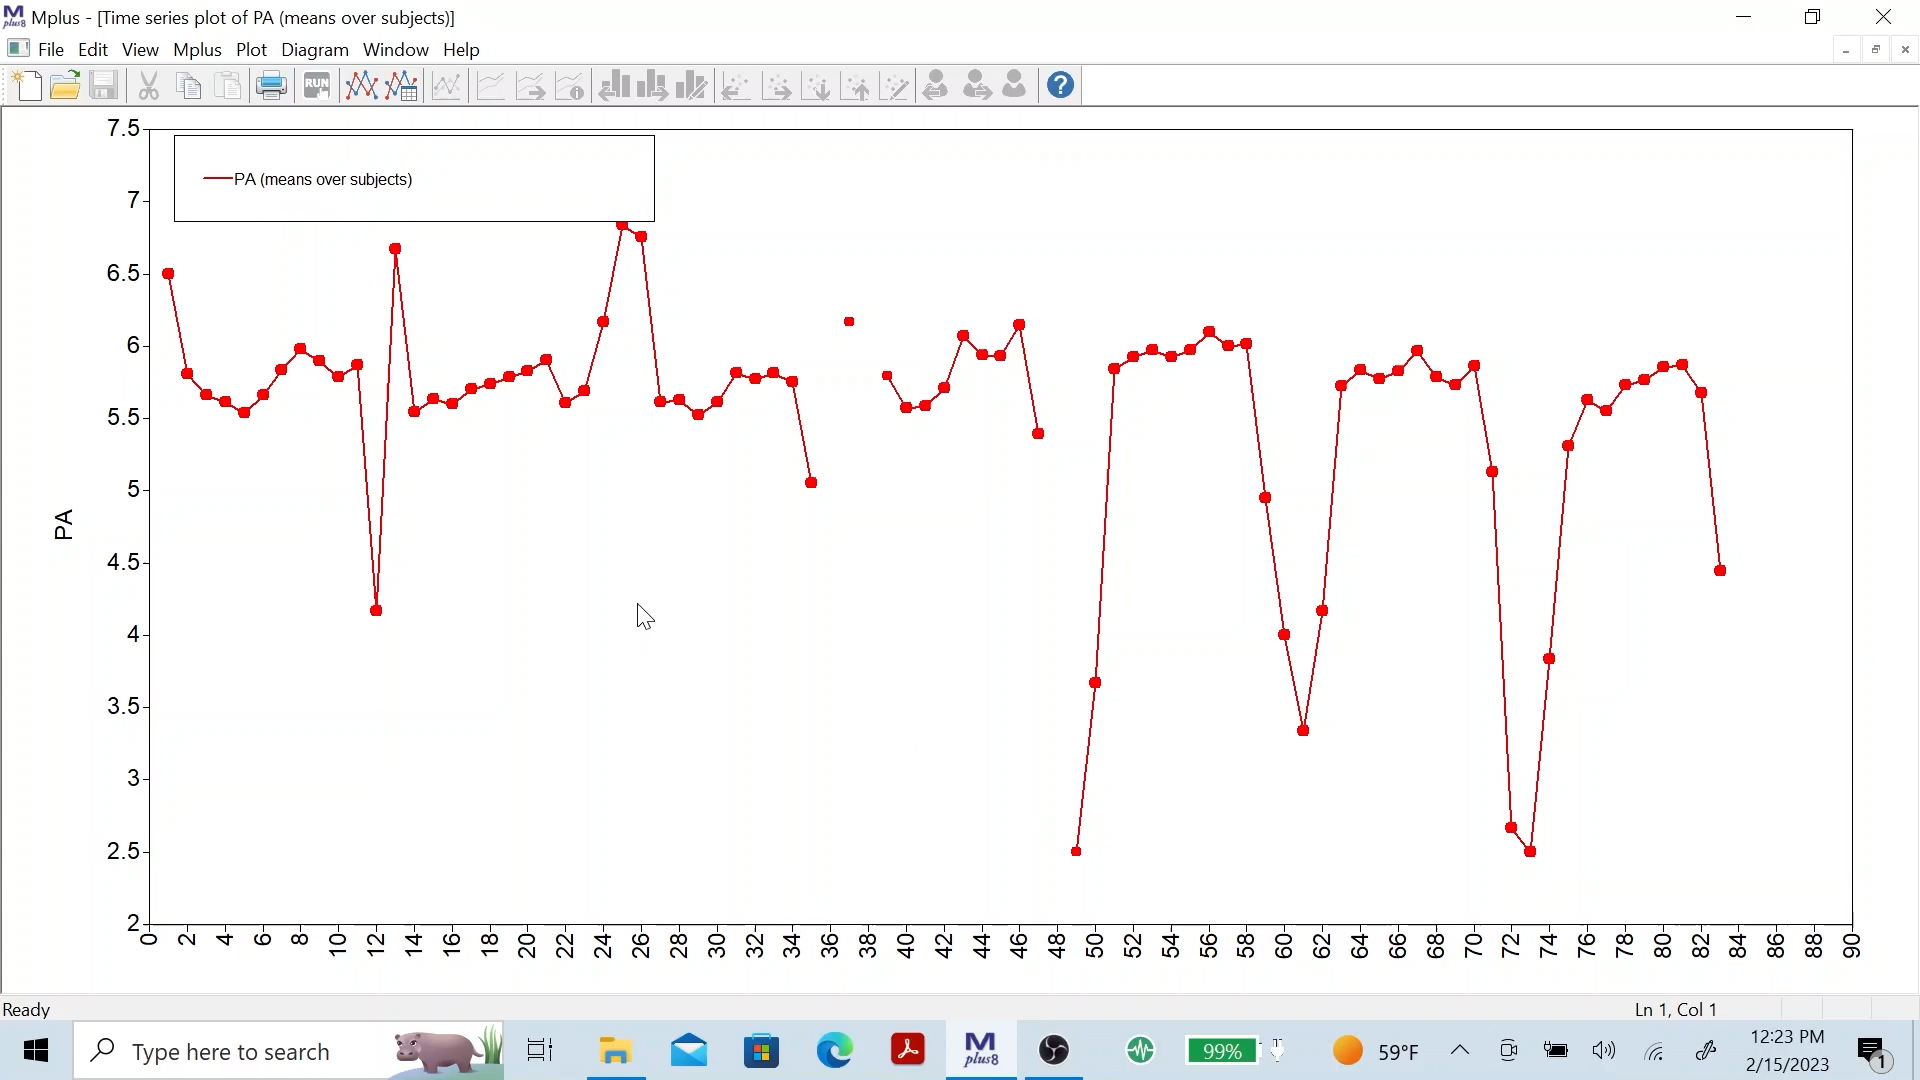 M
plus8
Mplus - [Time series plot of PA (means over subjects)]
File Edit View Mplus Plot Diagram Window Help
RUN
?
7.5
7
6.5
6
5.5
5
4.5
4
3.5
3
2.5
2
PA
PA (means over subjects)
0 2 4 6 8 10 12 14 16 18 20 22 24 26 28 30 32 34 36 38 40 42 44 46 48 50 52 54 56 58 60 62 64 66 68 70 72 74 76 78 80 82 84 86 88 90
Ready
Ln 1, Col 1
Type here to search
M
plus8
99%
59°F
12:23 PM
2/15/2023
1